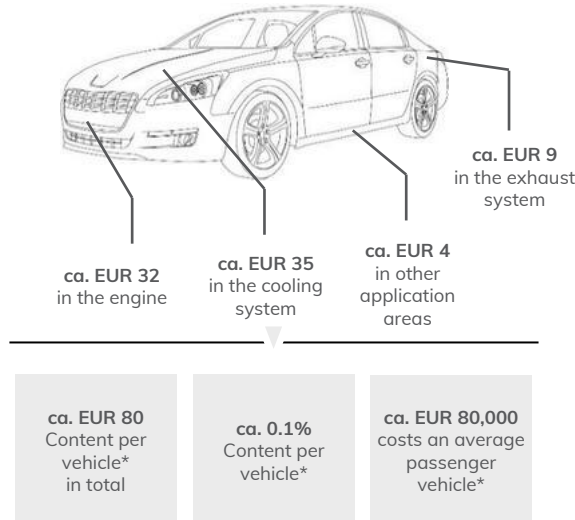 ca. EUR 9
in the exhaust
system
ca. EUR 4
in other
application
areas
ca. EUR 35
in the cooling
system
ca. EUR 32
in the engine
ca. EUR 80
Content per
vehicle*
in total
ca. 0.1%
Content per
vehicle*
ca. EUR 80,000
costs an average
passenger
vehicle*